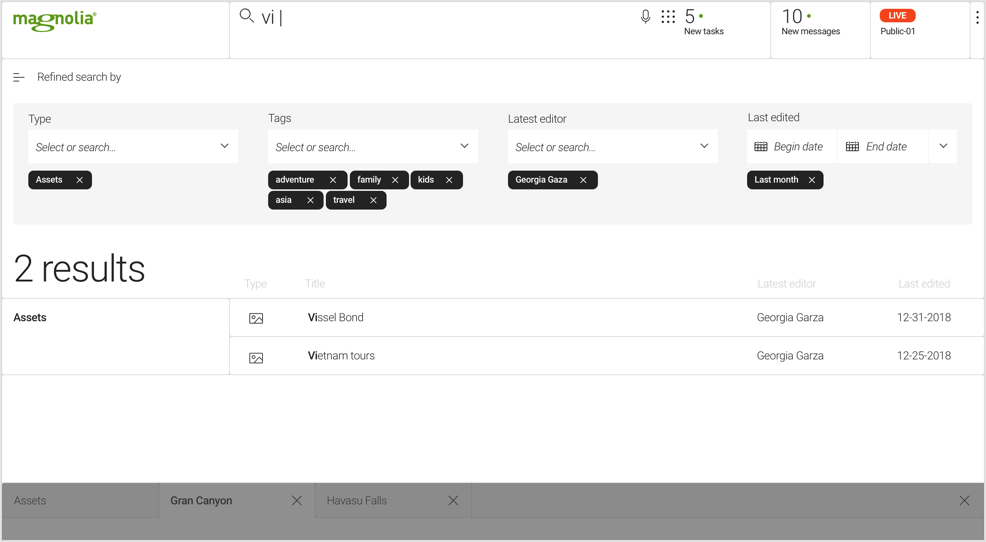 magnolia®
vi |
5
New tasks
10
New messages
LIVE
Public-01
Refined search by
Type
Tags
Latest editor
Last edited
Select or search...
Select or search...
Select or search...
Begin date
End date
Assets
adventure
family
kids
asia
travel
Georgia Gaza
Last month
2 results
Type
Title
Latest editor
Last edited
Assets
Vissel Bond
Georgia Garza
12-31-2018
Vietnam tours
Georgia Garza
12-25-2018
Assets
Gran Canyon
Havasu Falls